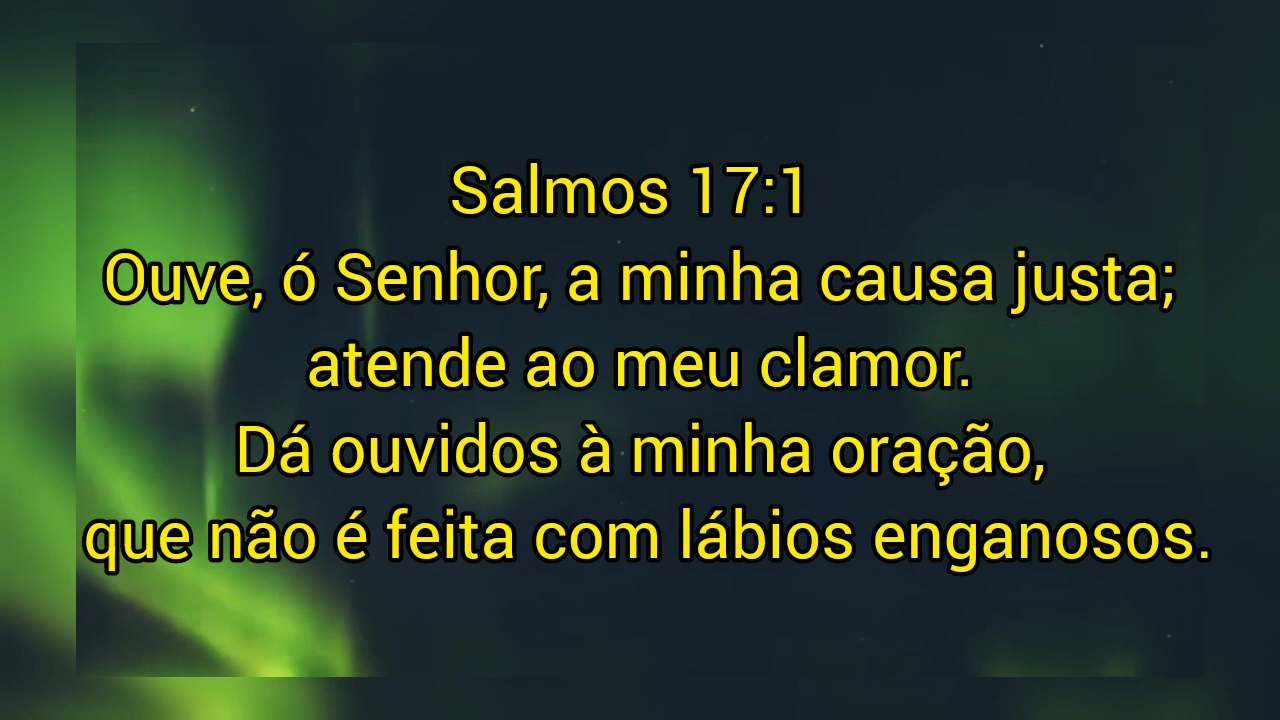 Salmos 17:1
Ouve, ó Senhor, a minha causa justa;
atende ao meu clamor.
Dá ouvidos à minha oração,
que não é feita com lábios enganosos.